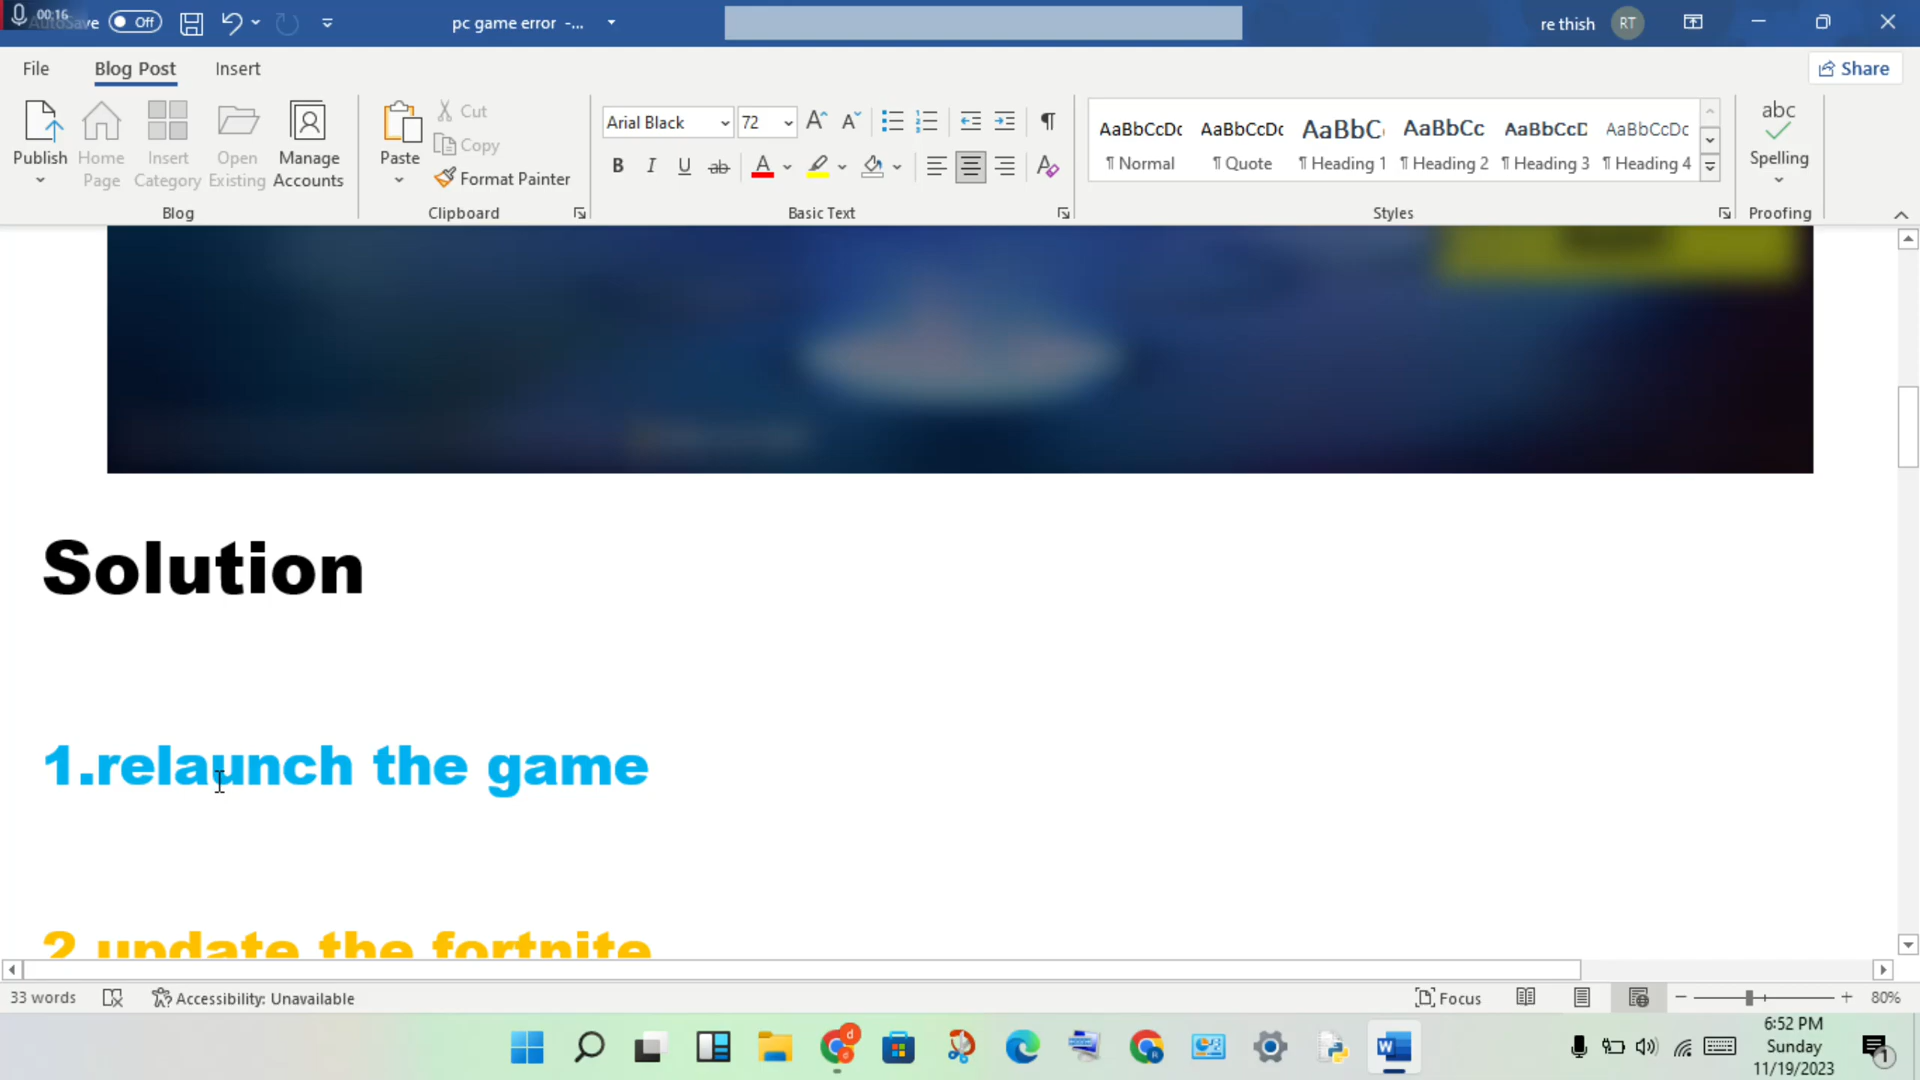 00:16
AutoSave Off
pc game error -...
re thish RT
File Blog Post Insert Share
Publish
Home Page
Insert Category
Open Existing
Manage Accounts
Blog
Paste
Cut
Copy
Format Painter
Clipboard
Arial Black 72
Basic Text
AaBbCcDc AaBbCcDc AaBbC AaBbCc AaBbCcD AaBbCcDc
¶ Normal ¶ Quote ¶ Heading 1 ¶ Heading 2 ¶ Heading 3 ¶ Heading 4
Styles
abc
Spelling
Proofing
Solution
1.relaunch the game
2.update the fortnite
33 words Accessibility: Unavailable Focus 80%
6:52 PM
Sunday
11/19/2023
1